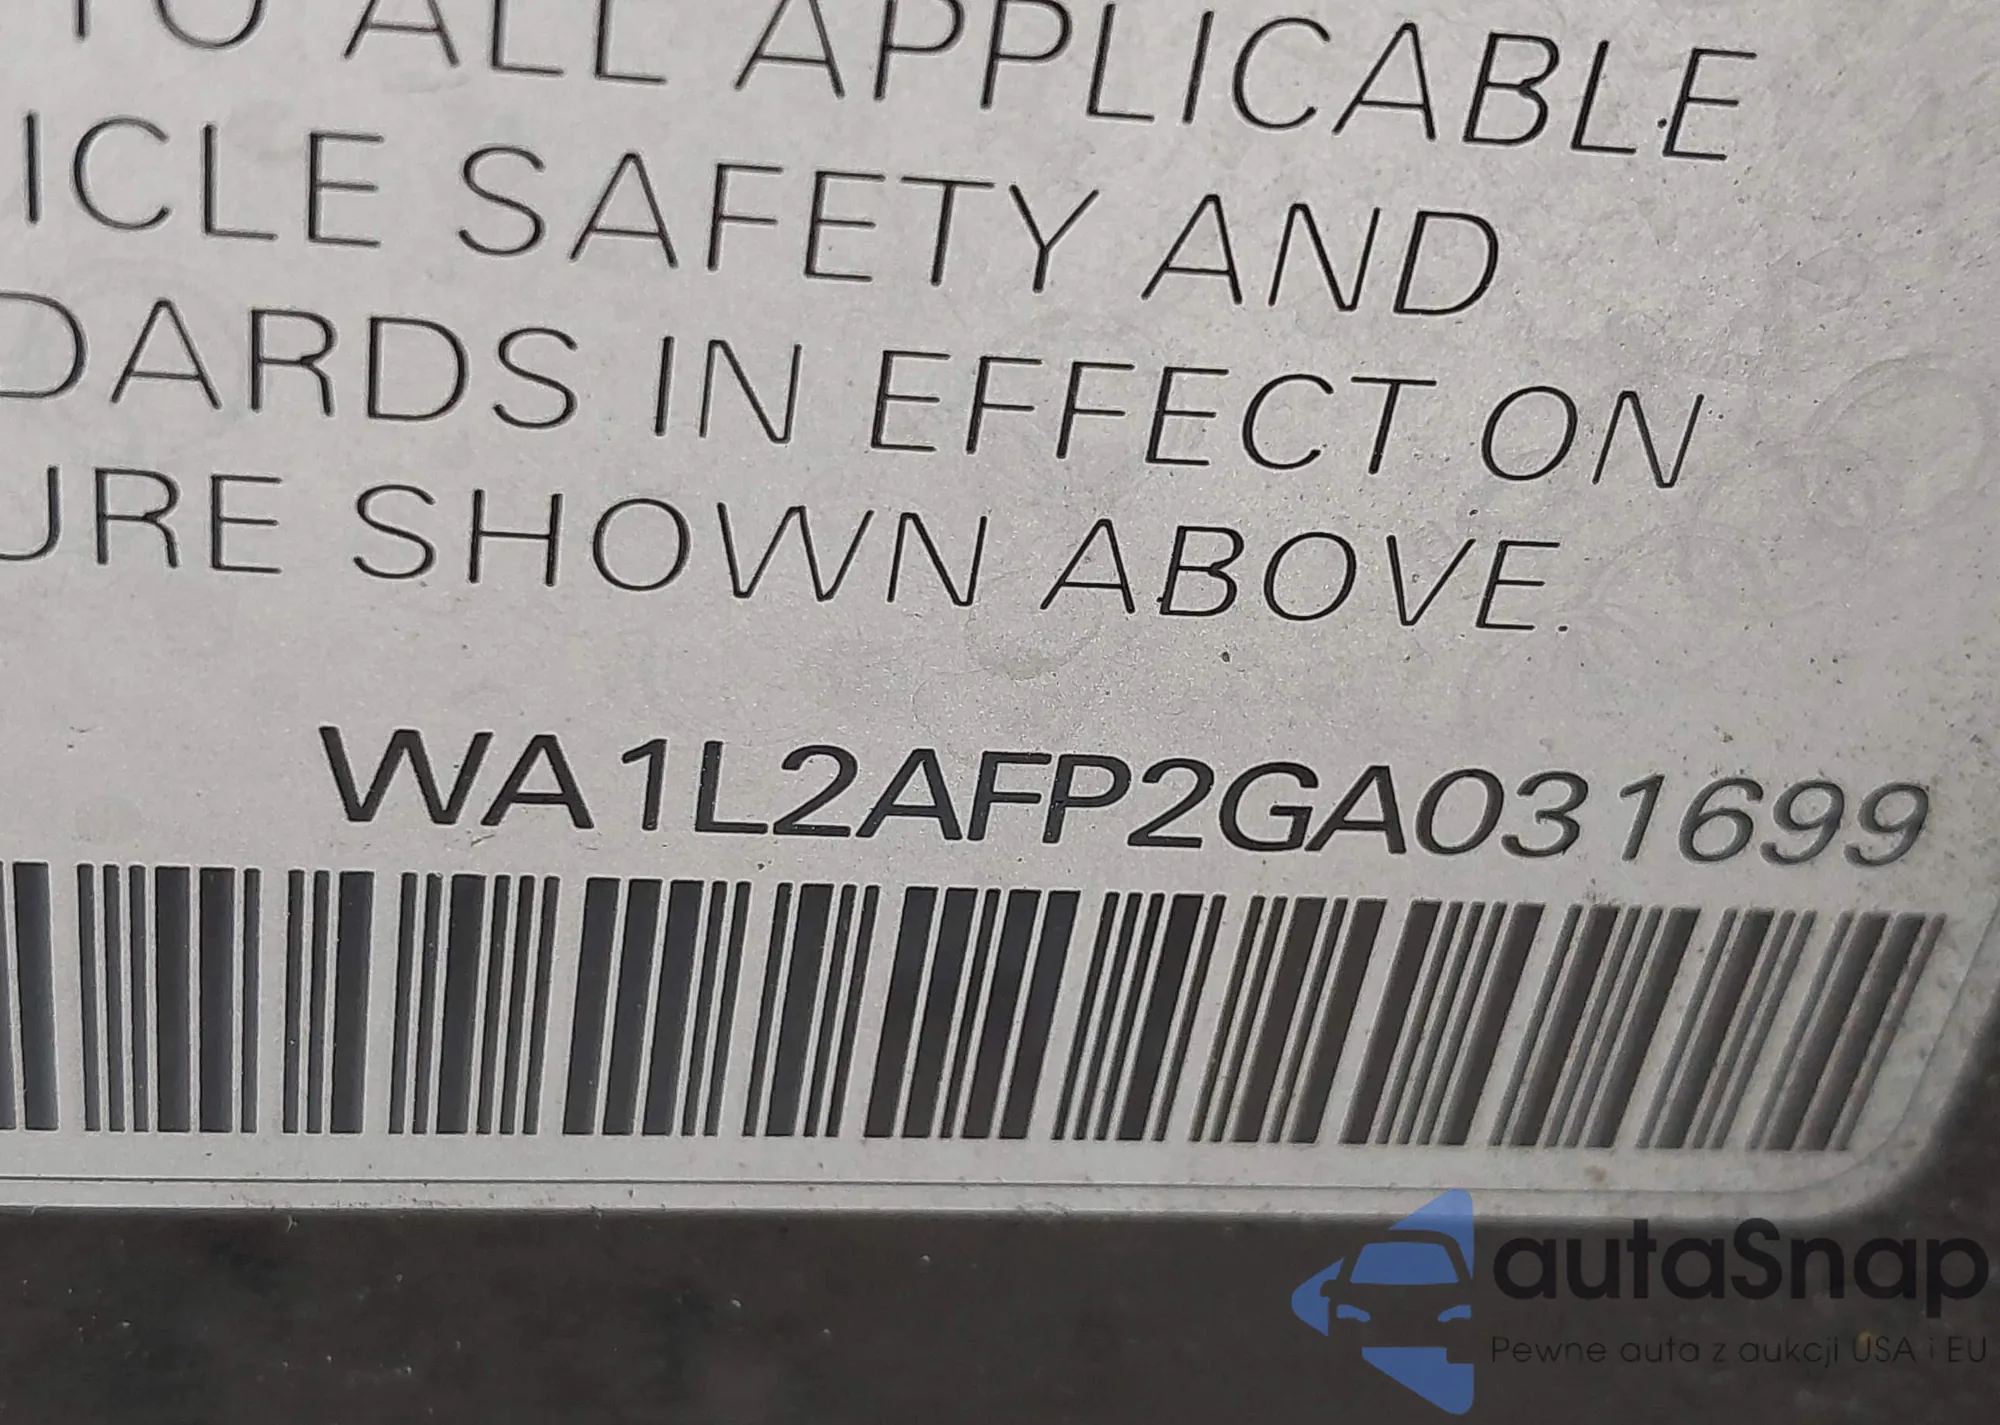 TO ALL APPLICABLE
ICLE SAFETY AND
DARDS IN EFFECT ON
URE SHOWN ABOVE.
WA1L2AFP2GA031699
autaSnap
Pewne auta z aukcji USA i EU